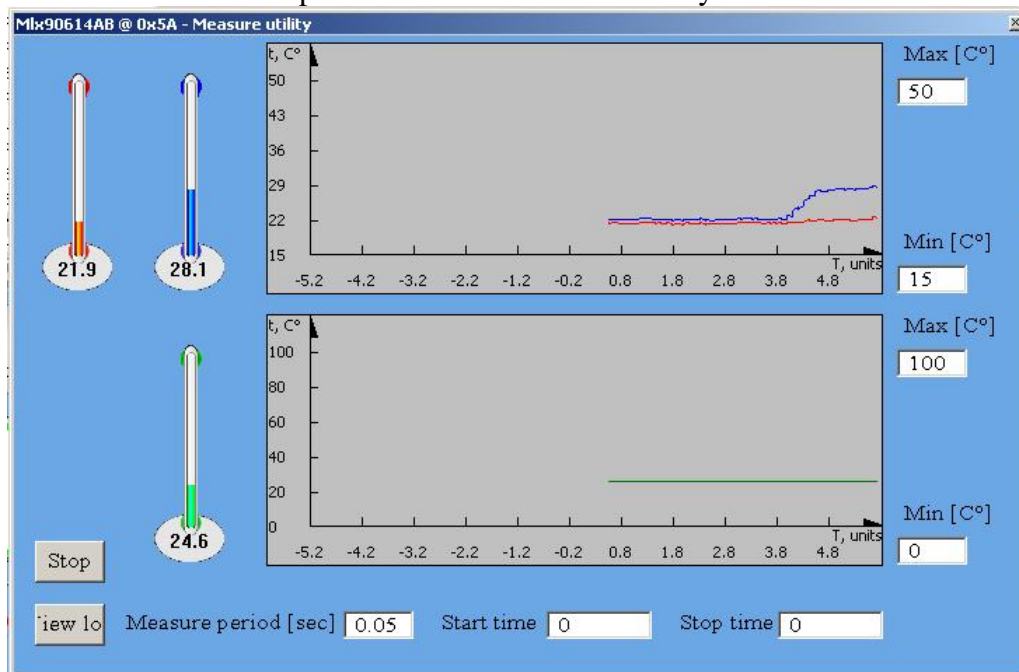 Mlx90614AB @ 0x5A - Measure utility
t, C°
50
43
36
29
22
15
-5.2 -4.2 -3.2 -2.2 -1.2 -0.2 0.8 1.8 2.8 3.8 4.8
T, units
Max [C°]
50
Min [C°]
15
21.9
28.1
t, C°
100
80
60
40
20
0
-5.2 -4.2 -3.2 -2.2 -1.2 -0.2 0.8 1.8 2.8 3.8 4.8
T, units
Max [C°]
100
Min [C°]
0
24.6
Stop
iew lo
Measure period [sec] 0.05 Start time 0 Stop time 0